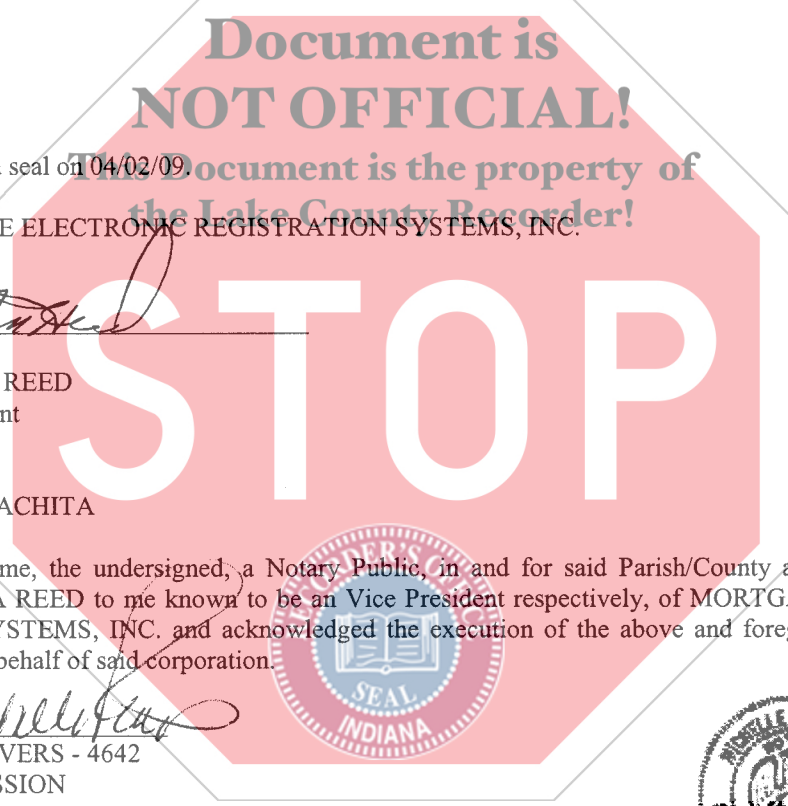 Document is
NOT OFFICIAL!
seal on 04/02/09.
This Document is the property of
the Lake County Recorder!
E ELECTRONIC REGISTRATION SYSTEMS, INC.
STOP
REED
nt
ACHITA
me, the undersigned, a Notary Public, in and for said Parish/County a
A REED to me known to be an Vice President respectively, of MORTGA
YSTEMS, INC. and acknowledged the execution of the above and foreg
behalf of said corporation.
RECORDER'S OFFICE
SEAL
INDIANA
VERS - 4642
SSION